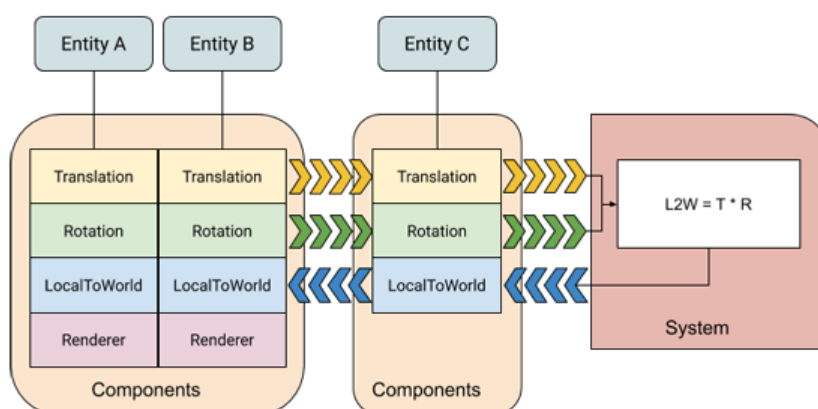 Entity A
Entity B
Entity C
Translation
Translation
Translation
Rotation
Rotation
Rotation
L2W = T * R
LocalToWorld
LocalToWorld
LocalToWorld
Renderer
Renderer
System
Components
Components